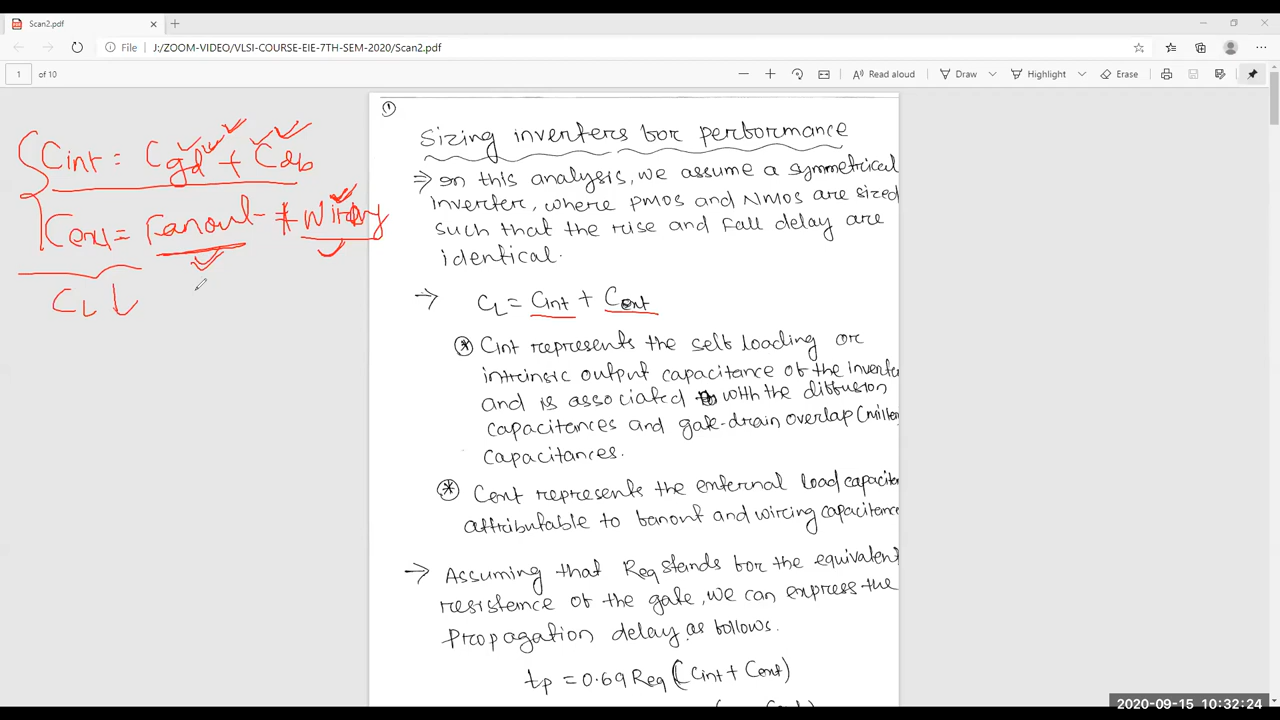 Scan2.pdf
File
J:/ZOOM-VIDEO/VLSI-COURSE-EIE-7TH-SEM-2020/Scan2.pdf
1 of 10
Read aloud
Draw
Highlight
Erase
Cint = Cgd + Cdb
Cext = Fanout + Wiring
CL ↓
①
Sizing inverters for performance
⇒ In this analysis, we assume a symmetrical
inverter, where PMOS and NMOS are sized
such that the rise and fall delay are
identical.
→ CL = Cint + Cext
* Cint represents the self loading or
intrinsic output capacitance of the inverte
and is associated with the diffusion
capacitances and gate-drain overlap (miller
capacitances.
* Cext represents the external load capacita
attributable to fanout and wiring capacitance
→ Assuming that Req stands for the equivalent
resistance of the gate, we can express the
Propagation delay as follows.
tp = 0.69 Req (Cint + Cext)
2020-09-15 10:32:24